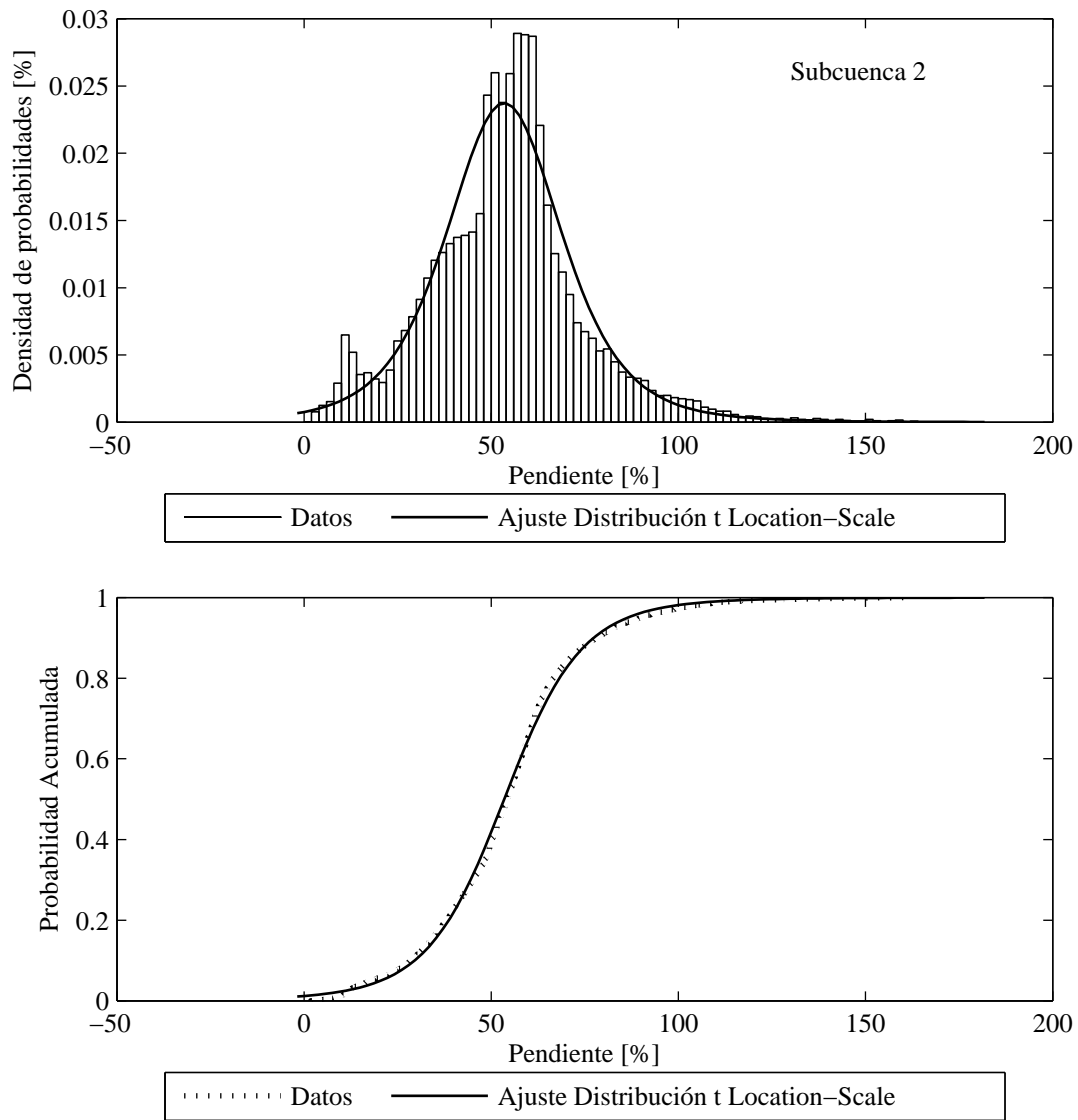 0.03
0.025
0.02
0.015
0.01
0.005
0
Densidad de probabilidades [%]
Subcuenca 2
−50
0
50
100
150
200
Pendiente [%]
Datos
Ajuste Distribución t Location−Scale
1
0.8
0.6
0.4
0.2
0
Probabilidad Acumulada
−50
0
50
100
150
200
Pendiente [%]
Datos
Ajuste Distribución t Location−Scale